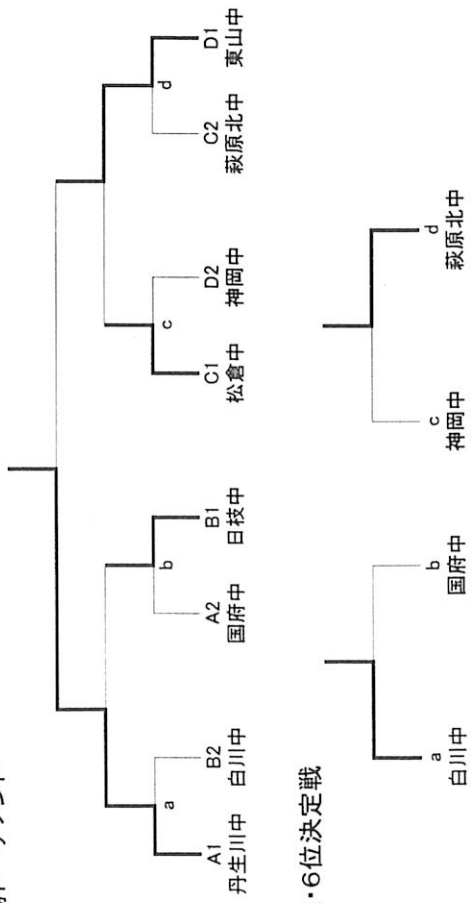 d
c
b
a
D1
東山中
C2
萩原北中
D2
神岡中
C1
松倉中
B1
日枝中
A2
国府中
B2
白川中
A1
丹生川中
・6位決定戦
a
白川中
b
国府中
c
神岡中
d
萩原北中